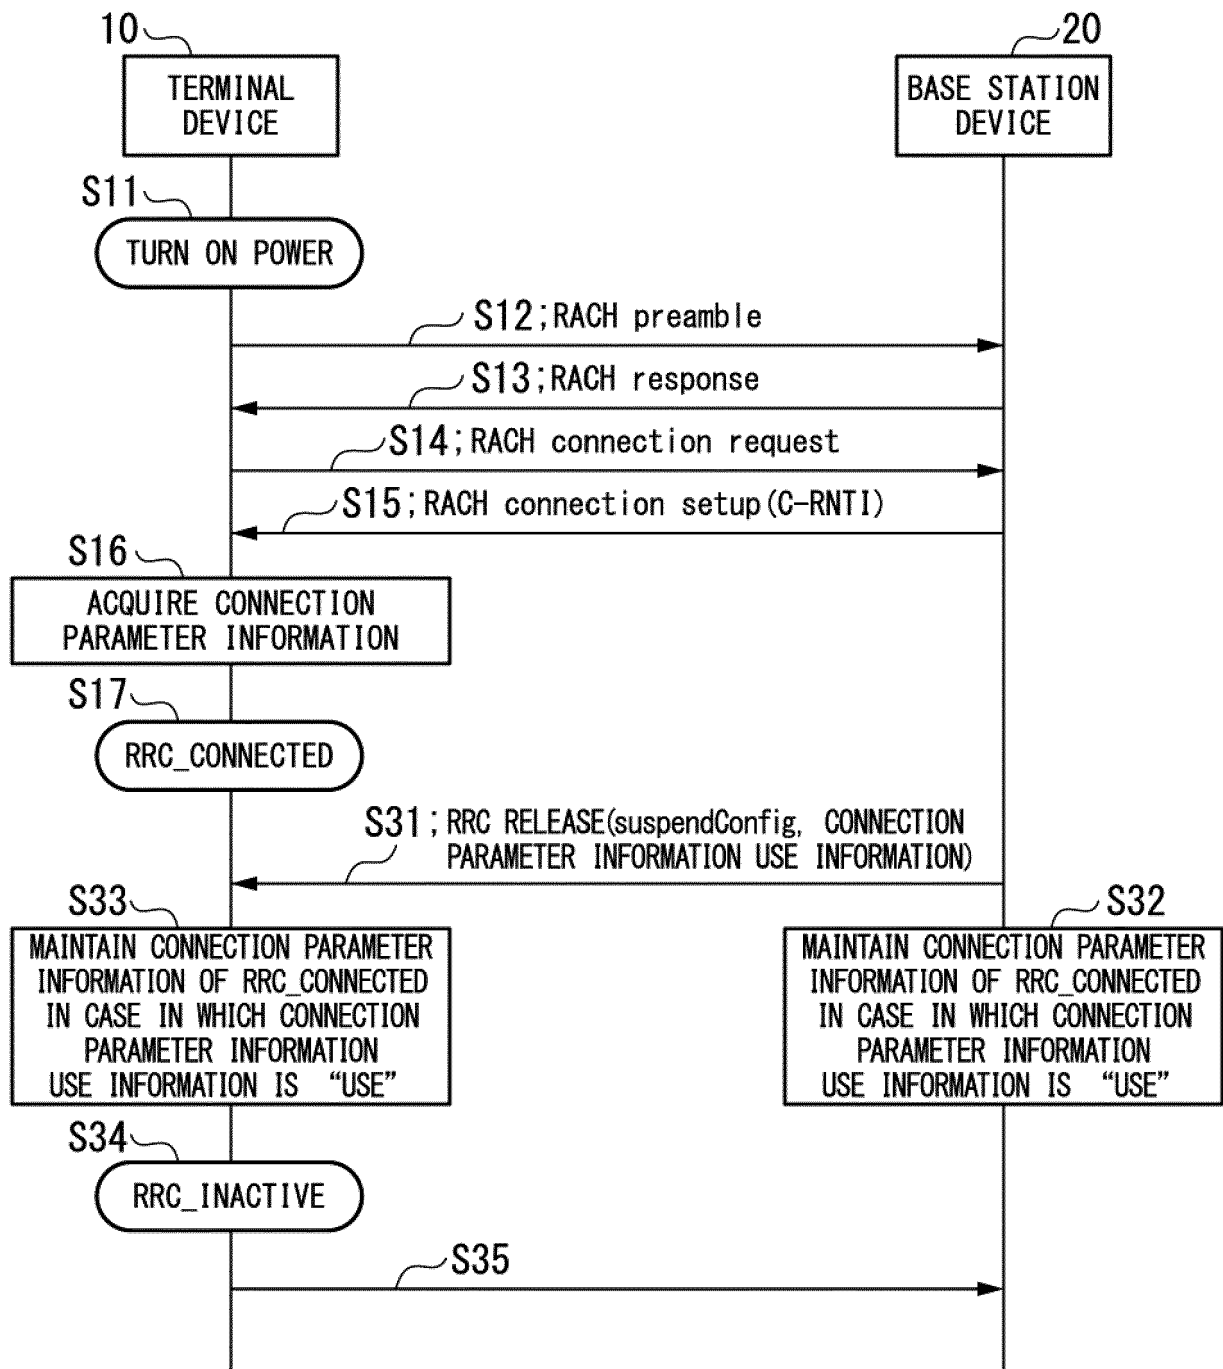 10
20
TERMINAL
DEVICE
BASE STATION
DEVICE
S11
TURN ON POWER
S12;RACH preamble
S13;RACH response
S14;RACH connection request
S15;RACH connection setup(C-RNTI)
S16
ACQUIRE CONNECTION
PARAMETER INFORMATION
S17
RRC_CONNECTED
S31;RRC RELEASE(suspendConfig, CONNECTION
PARAMETER INFORMATION USE INFORMATION)
S33
MAINTAIN CONNECTION PARAMETER
INFORMATION OF RRC_CONNECTED
IN CASE IN WHICH CONNECTION
PARAMETER INFORMATION
USE INFORMATION IS “USE”
S32
MAINTAIN CONNECTION PARAMETER
INFORMATION OF RRC_CONNECTED
IN CASE IN WHICH CONNECTION
PARAMETER INFORMATION
USE INFORMATION IS “USE”
S34
RRC_INACTIVE
S35